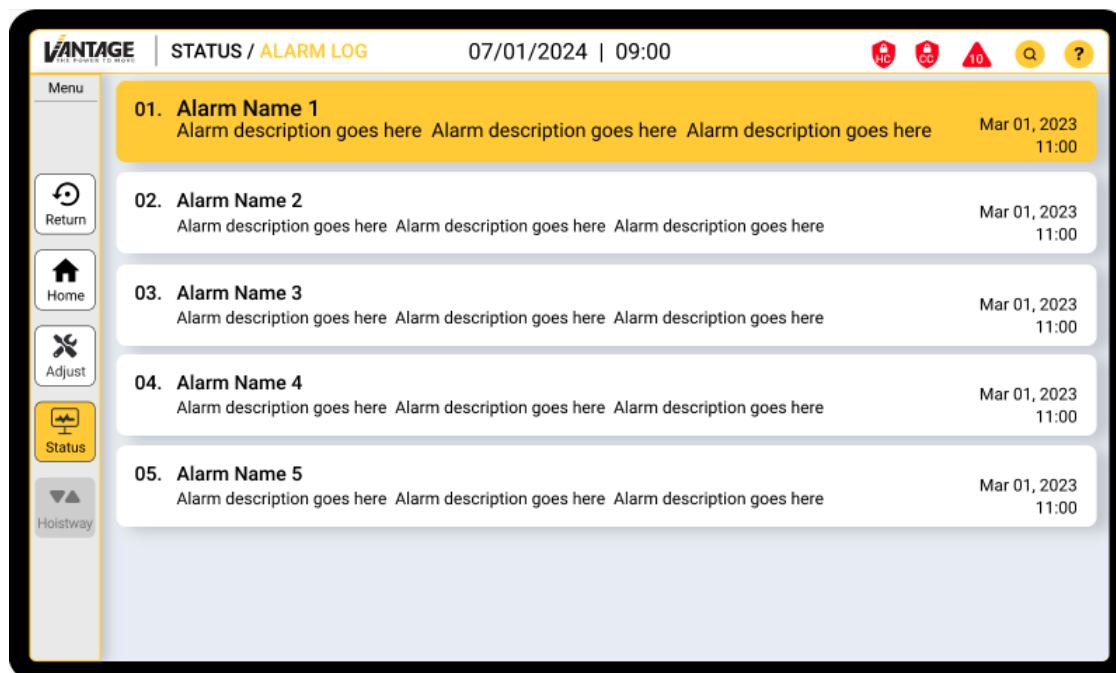 VANTAGE
THE POWER TO MOVE
STATUS / ALARM LOG
07/01/2024 | 09:00
HC
CC
10
?
Menu
Return
Home
Adjust
Status
Hoistway
01. Alarm Name 1
Alarm description goes here Alarm description goes here Alarm description goes here
Mar 01, 2023
11:00
02. Alarm Name 2
Alarm description goes here Alarm description goes here Alarm description goes here
Mar 01, 2023
11:00
03. Alarm Name 3
Alarm description goes here Alarm description goes here Alarm description goes here
Mar 01, 2023
11:00
04. Alarm Name 4
Alarm description goes here Alarm description goes here Alarm description goes here
Mar 01, 2023
11:00
05. Alarm Name 5
Alarm description goes here Alarm description goes here Alarm description goes here
Mar 01, 2023
11:00